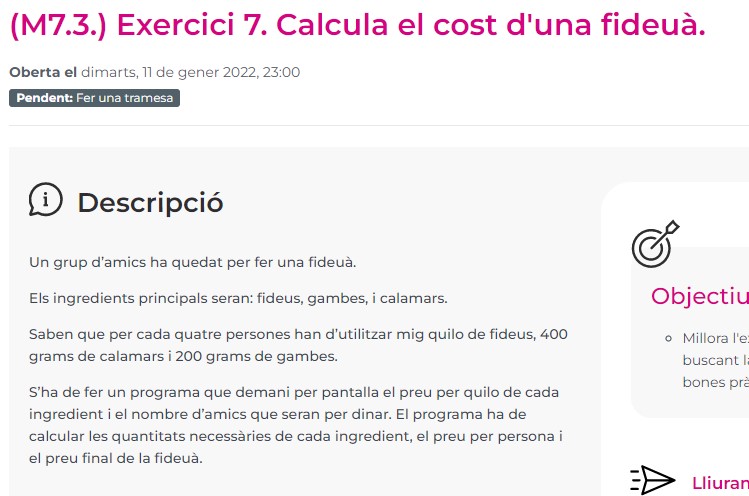 (M7.3.) Exercici 7. Calcula el cost d'una fideuà.
Oberta el dimarts, 11 de gener 2022, 23:00
Pendent: Fer una tramesa
Descripció
Un grup d’amics ha quedat per fer una fideuà.
Els ingredients principals seran: fideus, gambes, i calamars.
Saben que per cada quatre persones han d’utilitzar mig quilo de fideus, 400
grams de calamars i 200 grams de gambes.
S’ha de fer un programa que demani per pantalla el preu per quilo de cada
ingredient i el nombre d’amics que seran per dinar. El programa ha de
calcular les quantitats necessàries de cada ingredient, el preu per persona i
el preu final de la fideuà.
Objectiu
Millora l'e
buscant l
bones prà
Lliuran